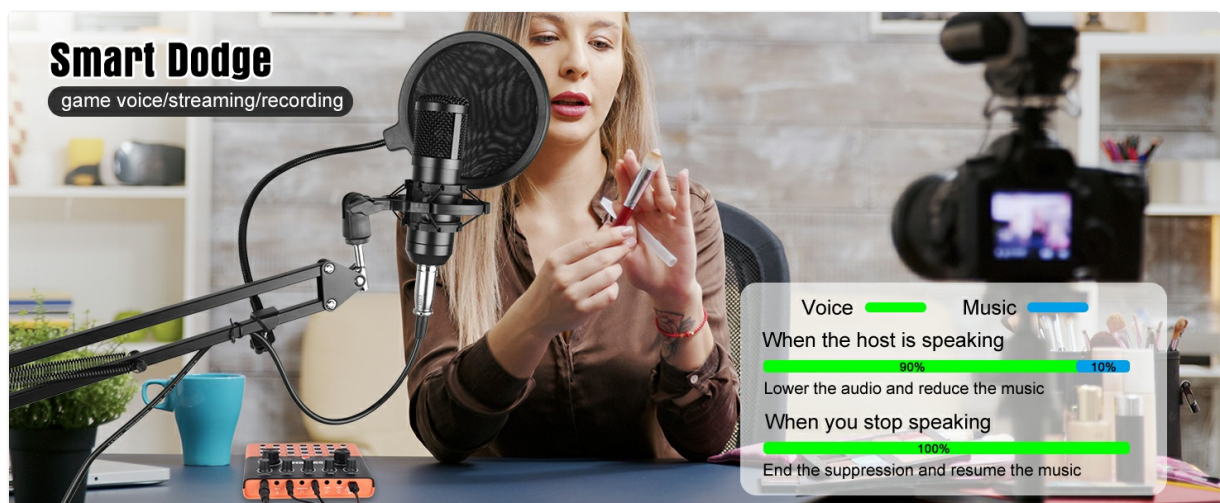 Smart Dodge
game voice/streaming/recording
Voice Music
When the host is speaking
90% 10%
Lower the audio and reduce the music
When you stop speaking
100%
End the suppression and resume the music